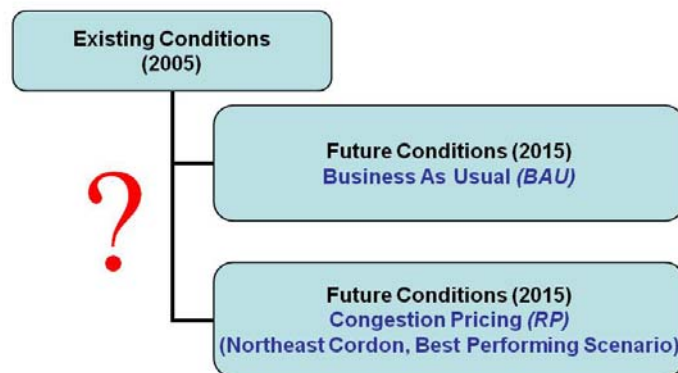 Existing Conditions
(2005)
?
Future Conditions (2015)
Business As Usual (BAU)
Future Conditions (2015)
Congestion Pricing (RP)
(Northeast Cordon, Best Performing Scenario)